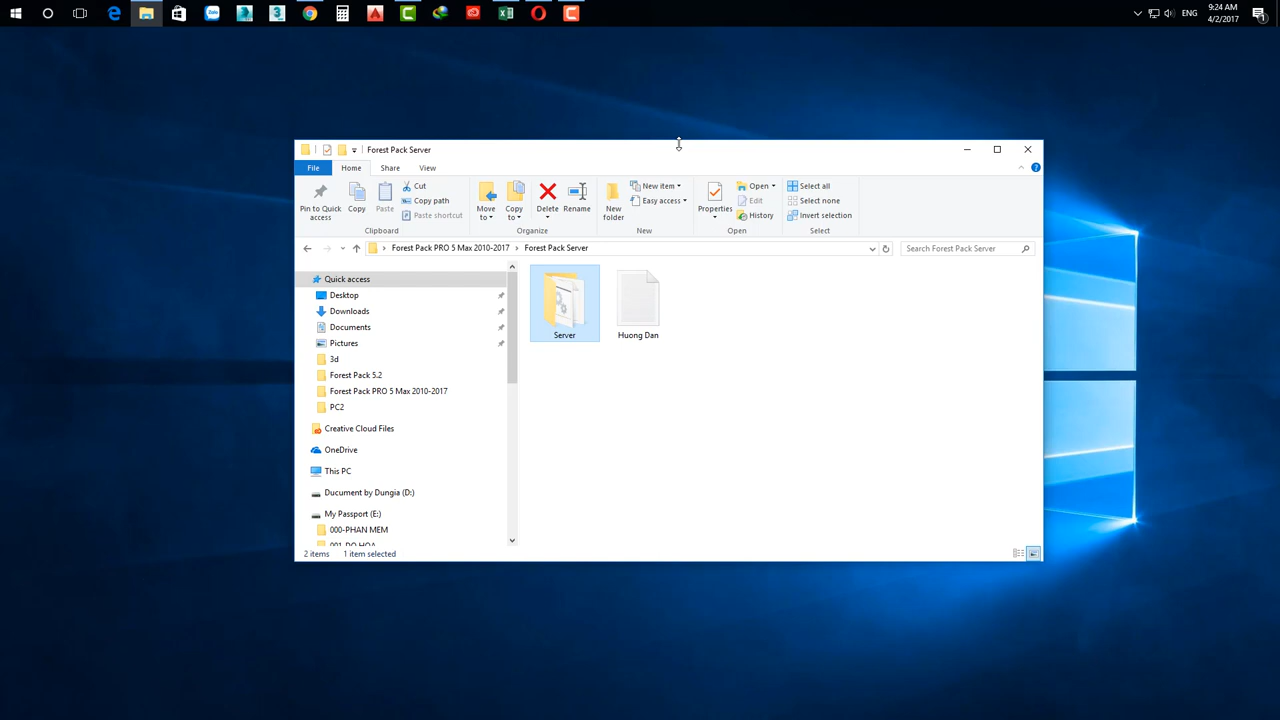 Zalo
ENG
9:24 AM
4/2/2017
1
Forest Pack Server
File Home Share View
Pin to Quick access
Copy
Paste
Cut
Copy path
Paste shortcut
Clipboard
Move to
Copy to
Delete
Rename
Organize
New folder
New item
Easy access
New
Properties
Open
Edit
History
Open
Select all
Select none
Invert selection
Select
Forest Pack PRO 5 Max 2010-2017 › Forest Pack Server
Search Forest Pack Server
Quick access
Desktop
Downloads
Documents
Pictures
3d
Forest Pack 5.2
Forest Pack PRO 5 Max 2010-2017
PC2
Creative Cloud Files
OneDrive
This PC
Ducument by Dungia (D:)
My Passport (E:)
000-PHAN MEM
001-DO HOA
Server
Huong Dan
2 items 1 item selected